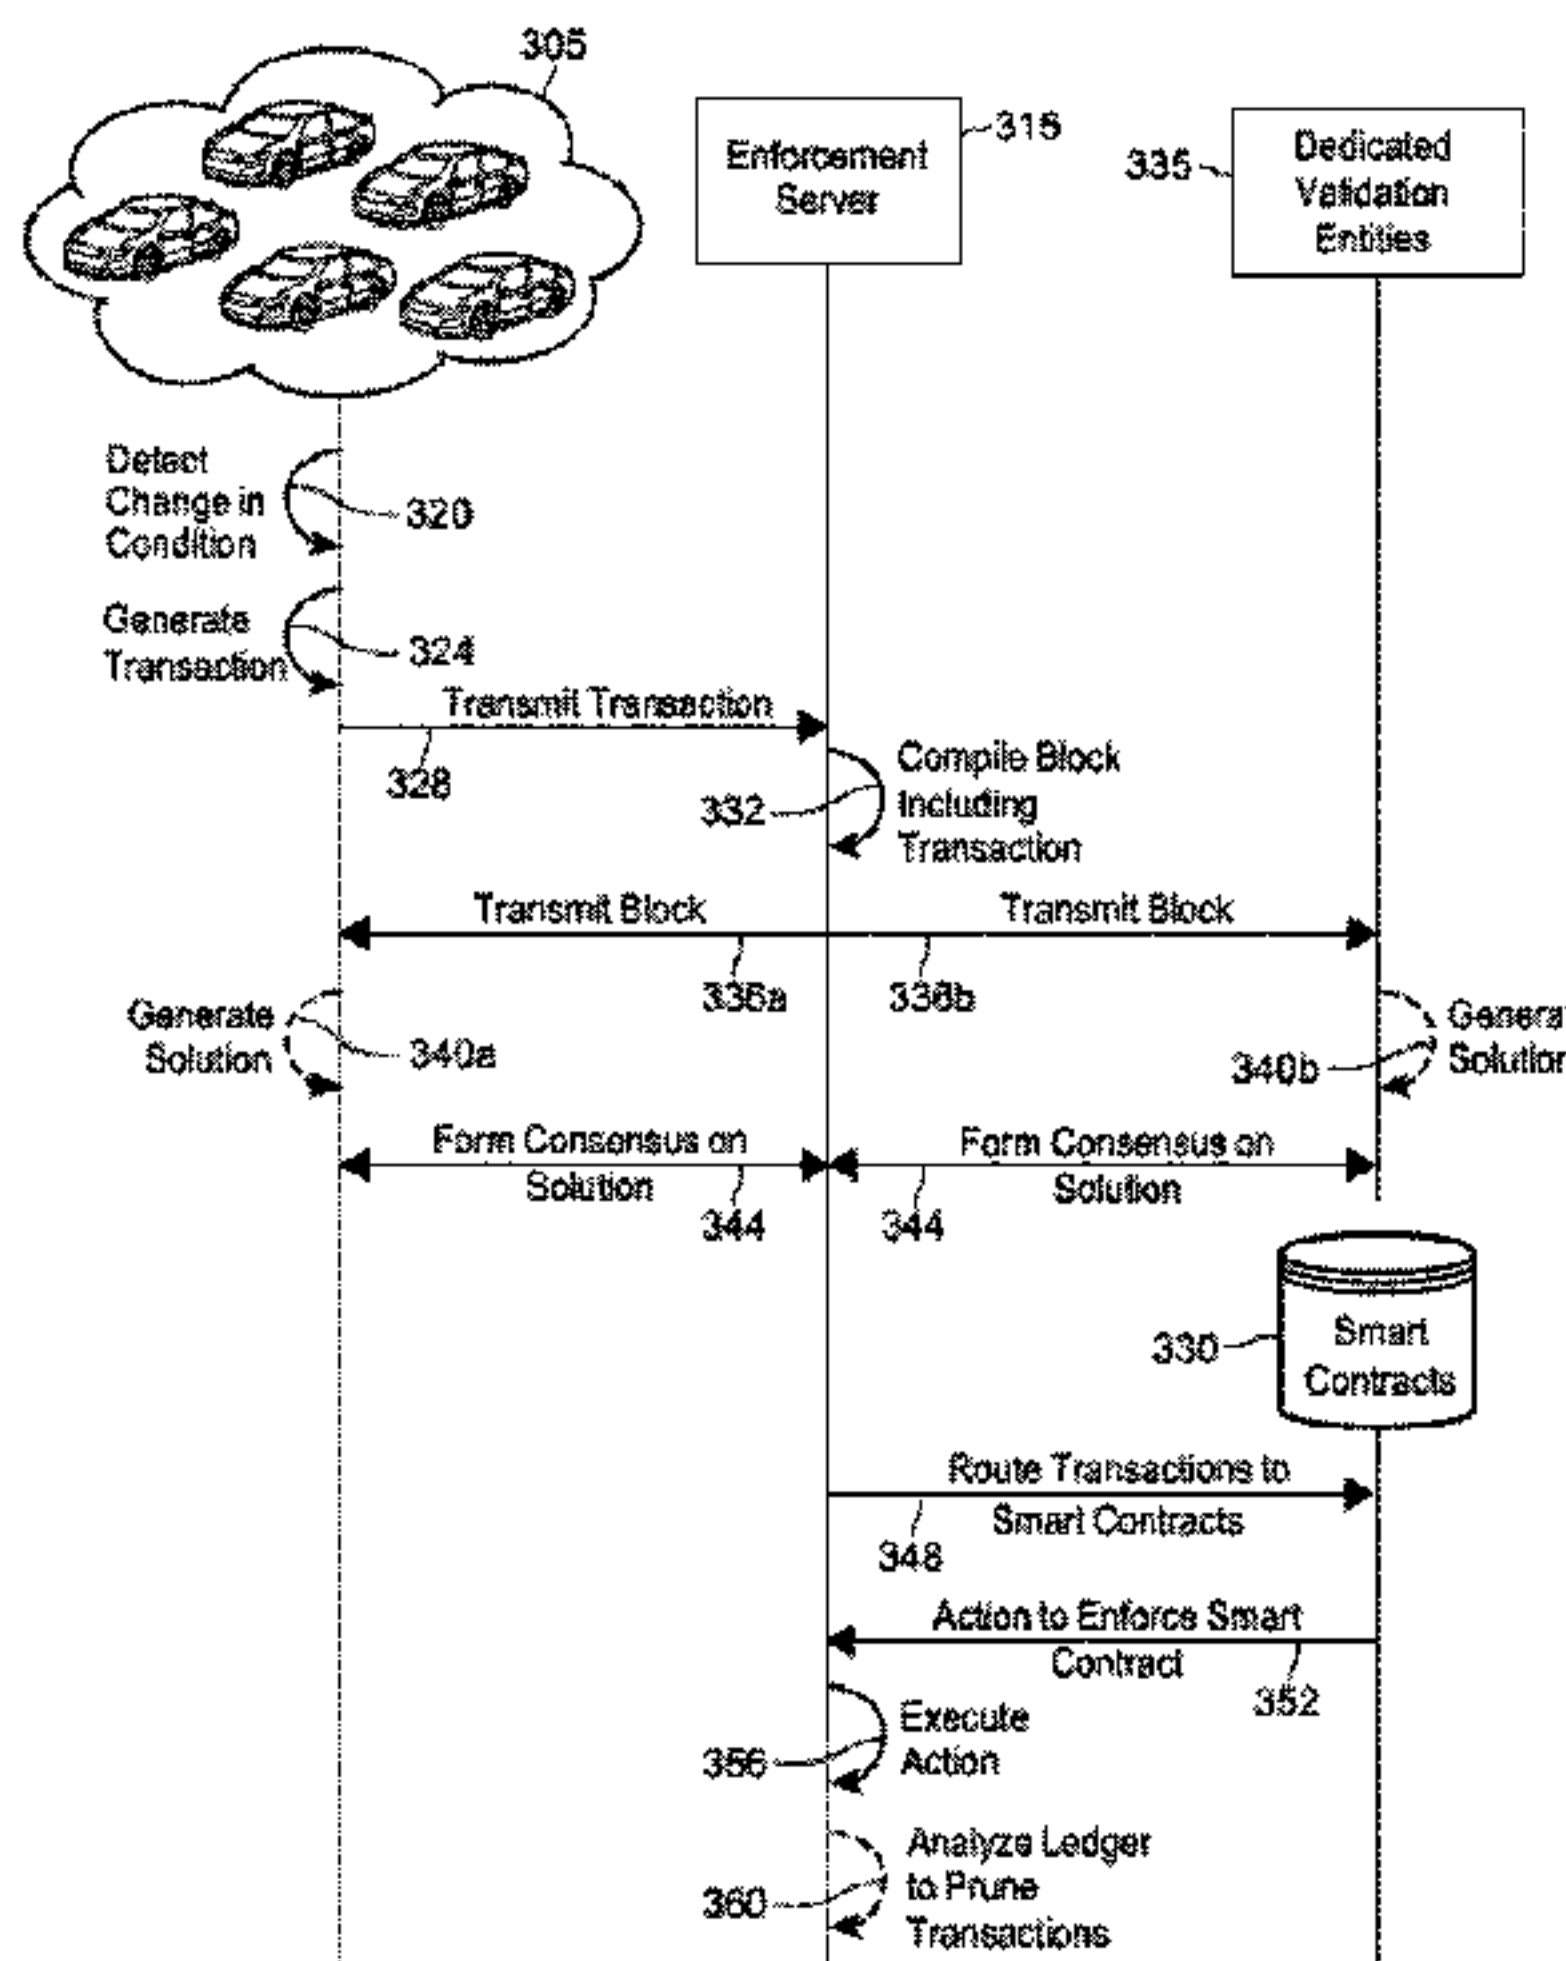 305
Enforcement
Server
315
335
Dedicated
Validation
Entities
Detect
Change in
Condition
320
Generate
Transaction
324
Transmit Transaction
328
332
Compile Block
Including
Transaction
Transmit Block
Transmit Block
336a
336b
Generate
Solution
340a
340b
Genera
Solution
Form Consensus on
Solution
344
Form Consensus on
Solution
344
330
Smart
Contracts
Route Transactions to
Smart Contracts
348
Action to Enforce Smart
Contract
352
356
Execute
Action
360
Analyze Ledger
to Prune
Transactions